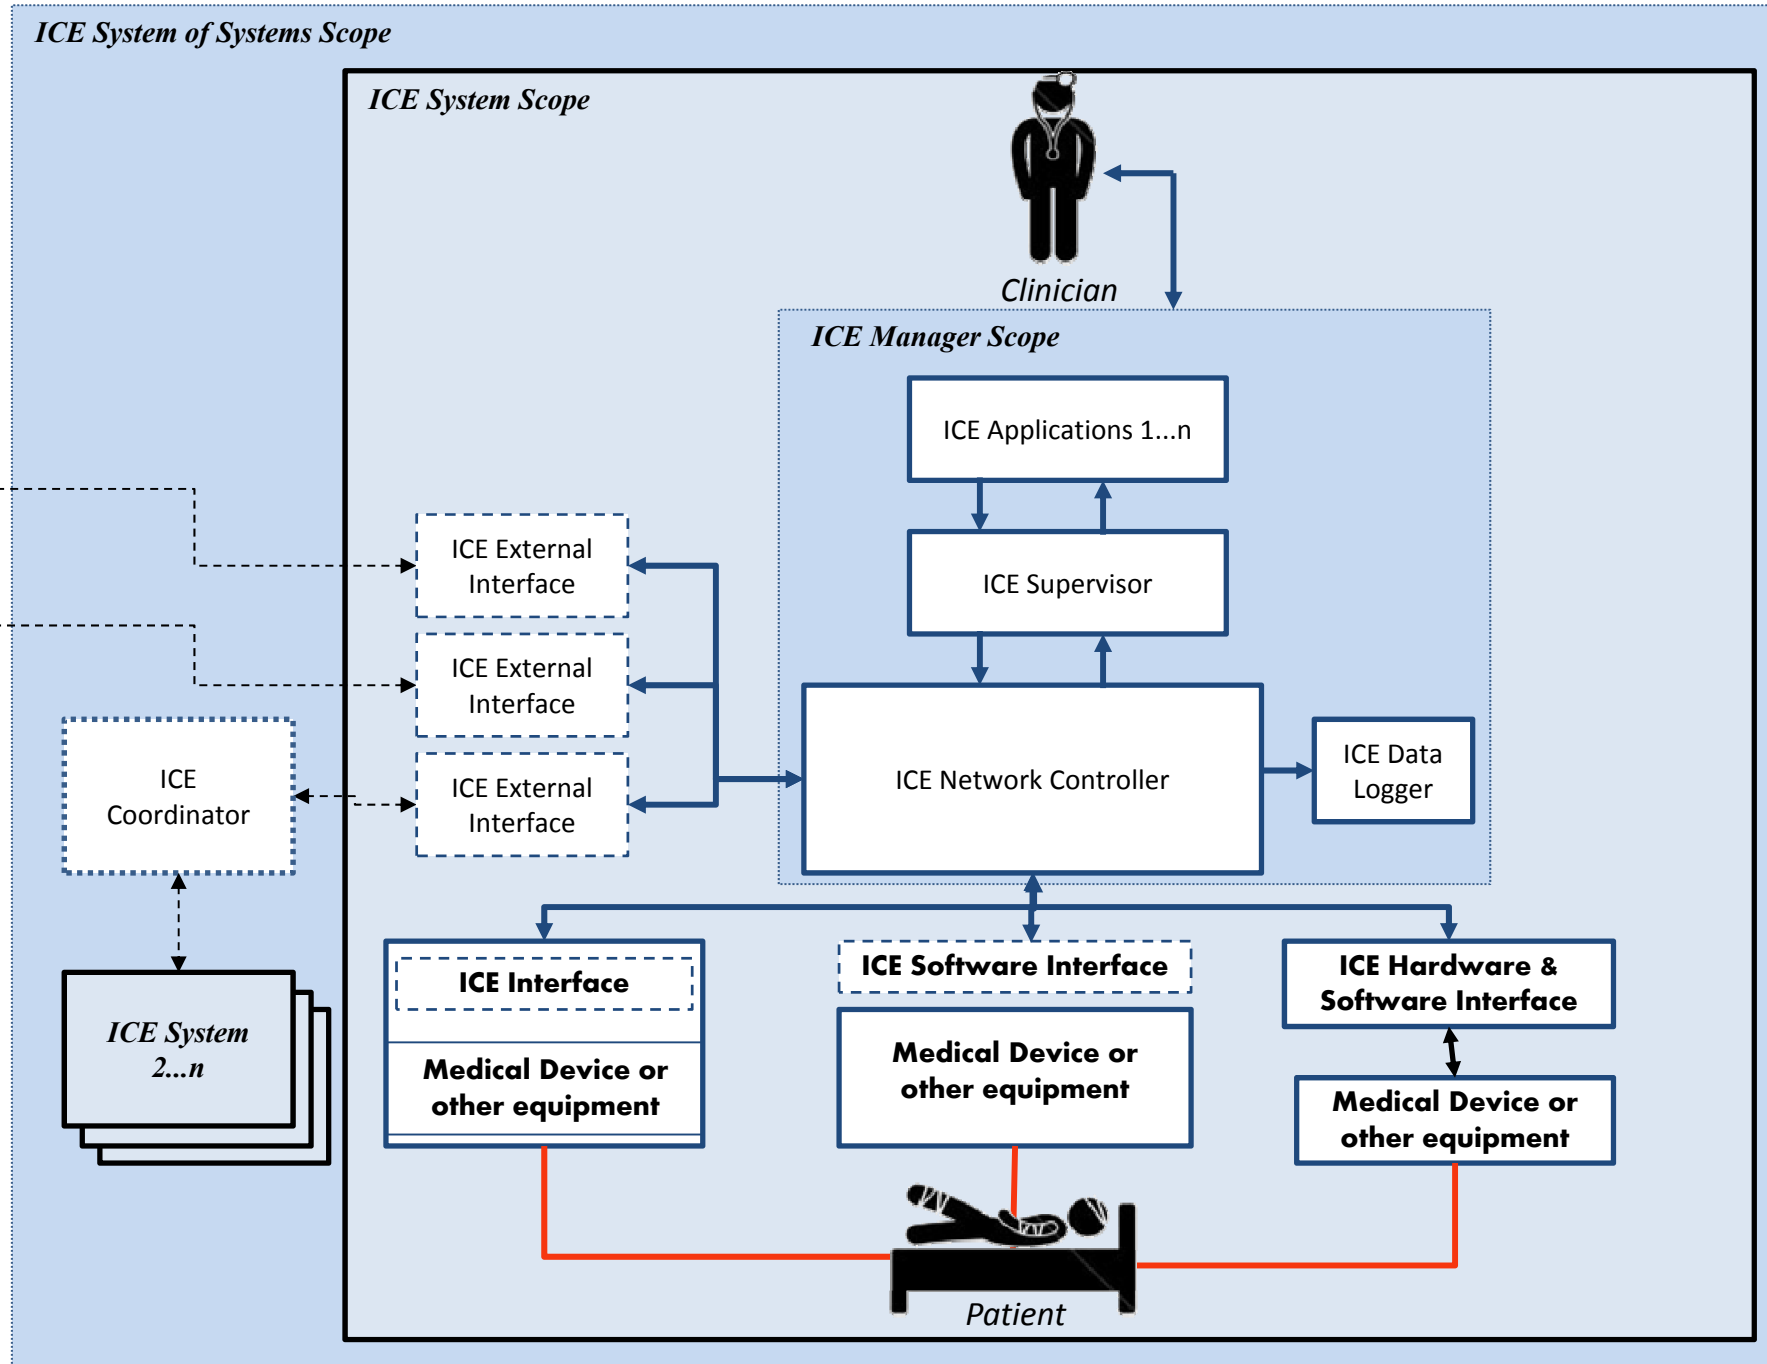 ICE System of Systems Scope
ICE System Scope
Clinician
ICE Manager Scope
ICE Applications 1...n
ICE External
Interface
ICE Supervisor
ICE External
Interface
ICE
Coordinator
ICE External
Interface
ICE Network Controller
ICE Data
Logger
ICE Interface
ICE Software Interface
ICE Hardware &
Software Interface
ICE System
2...n
Medical Device or
other equipment
Medical Device or
other equipment
Medical Device or
other equipment
Patient